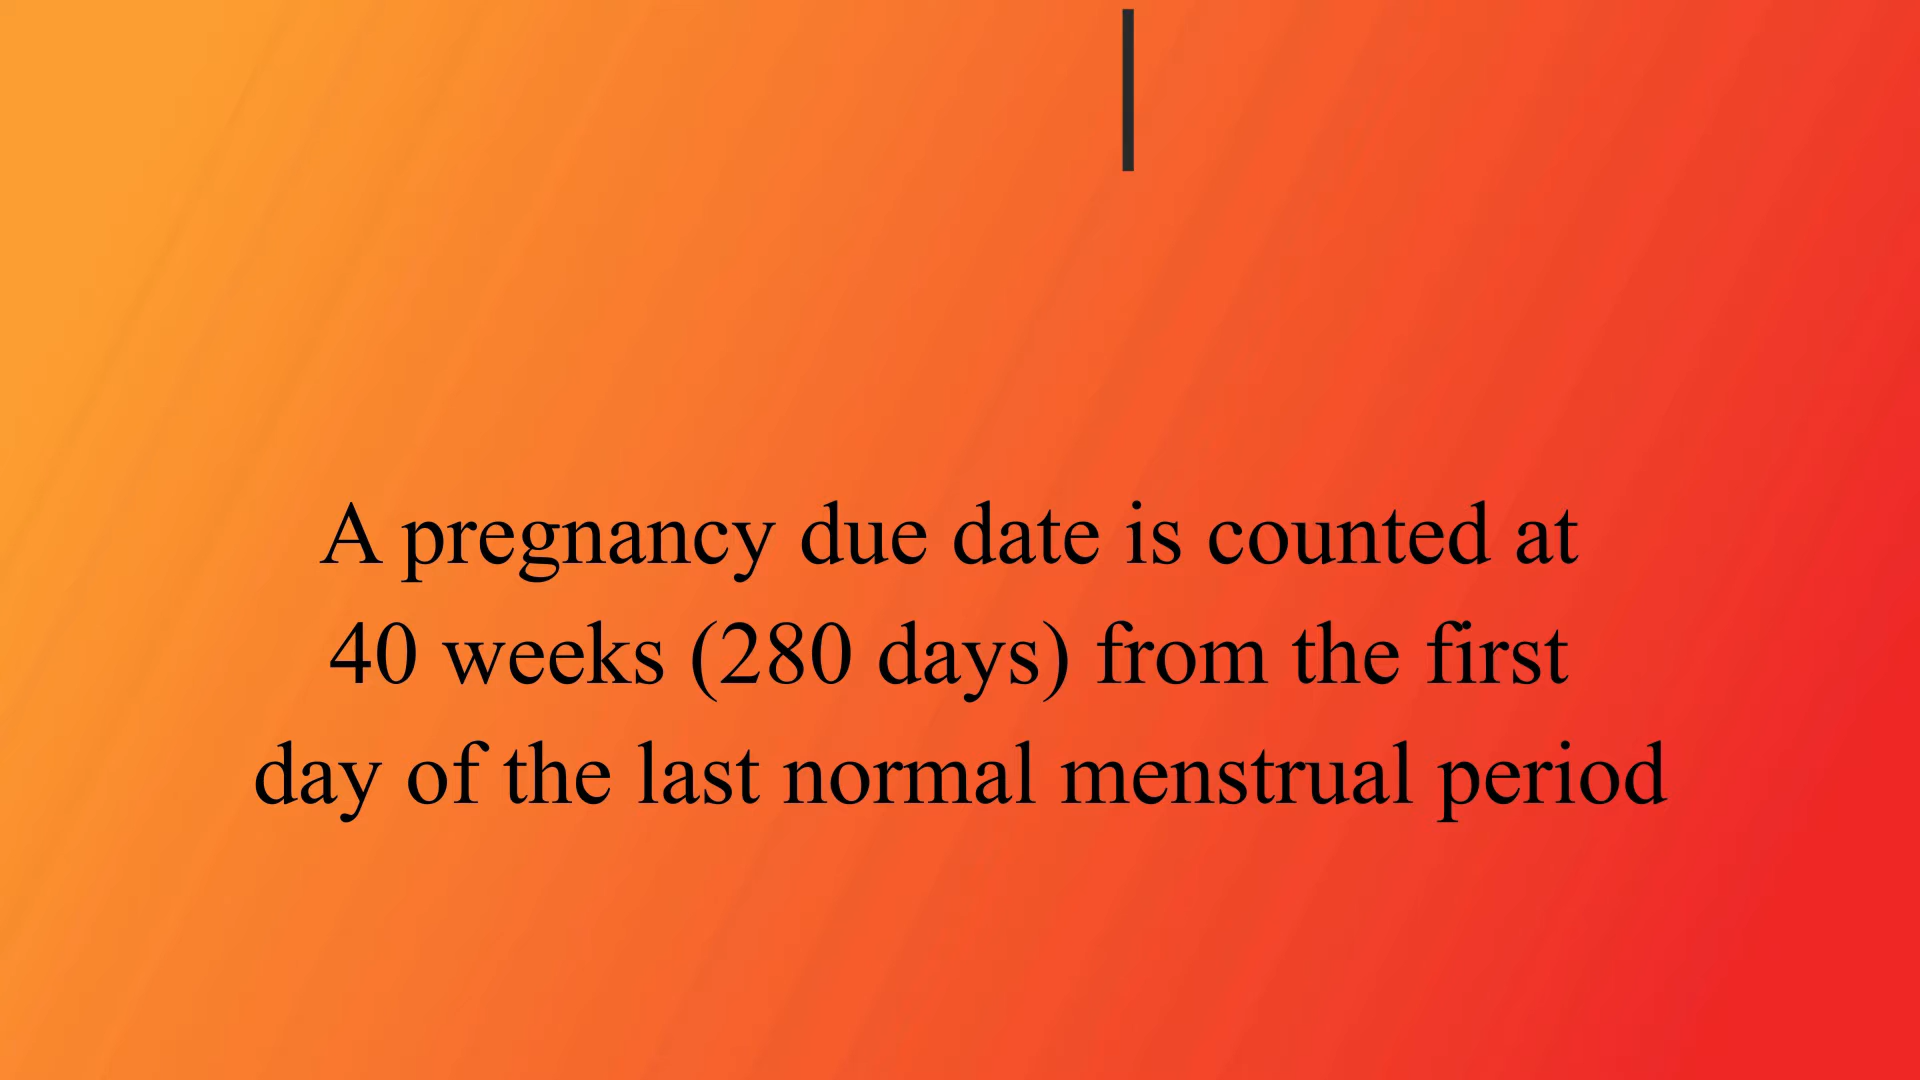 A pregnancy due date is counted at
40 weeks (280 days) from the first
day of the last normal menstrual period